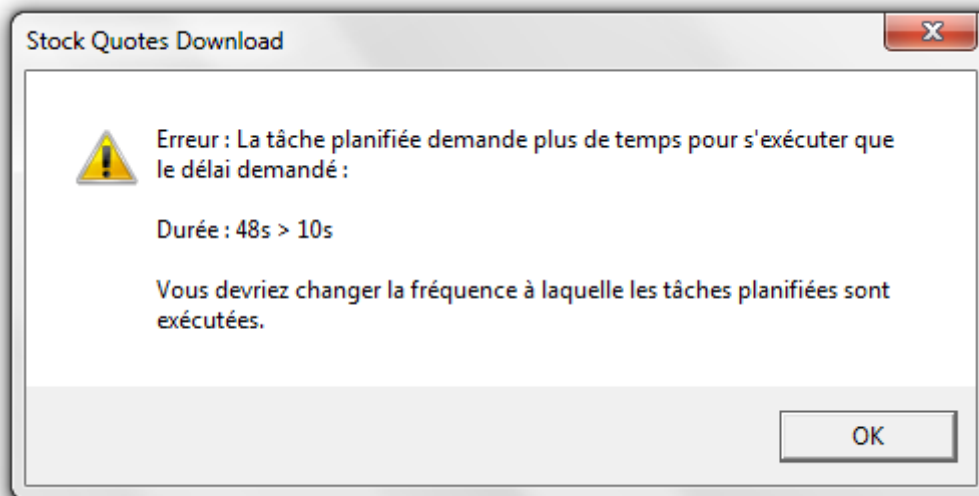 Stock Quotes Download
Erreur : La tâche planifiée demande plus de temps pour s'exécuter que
le délai demandé :
Durée : 48s > 10s
Vous devriez changer la fréquence à laquelle les tâches planifiées sont
exécutées.
OK